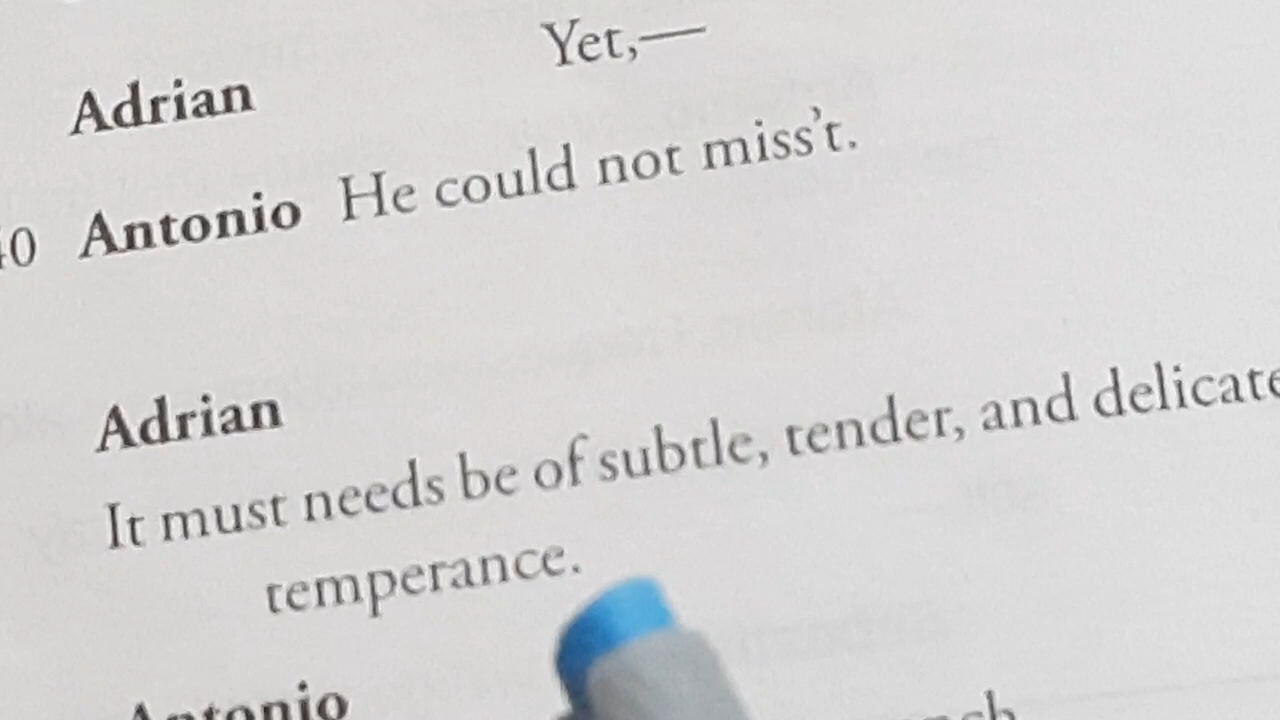 Yet,—
Adrian
Antonio He could not miss't.
Adrian
It must needs be of subtle, tender, and delicate
temperance.
Antonio